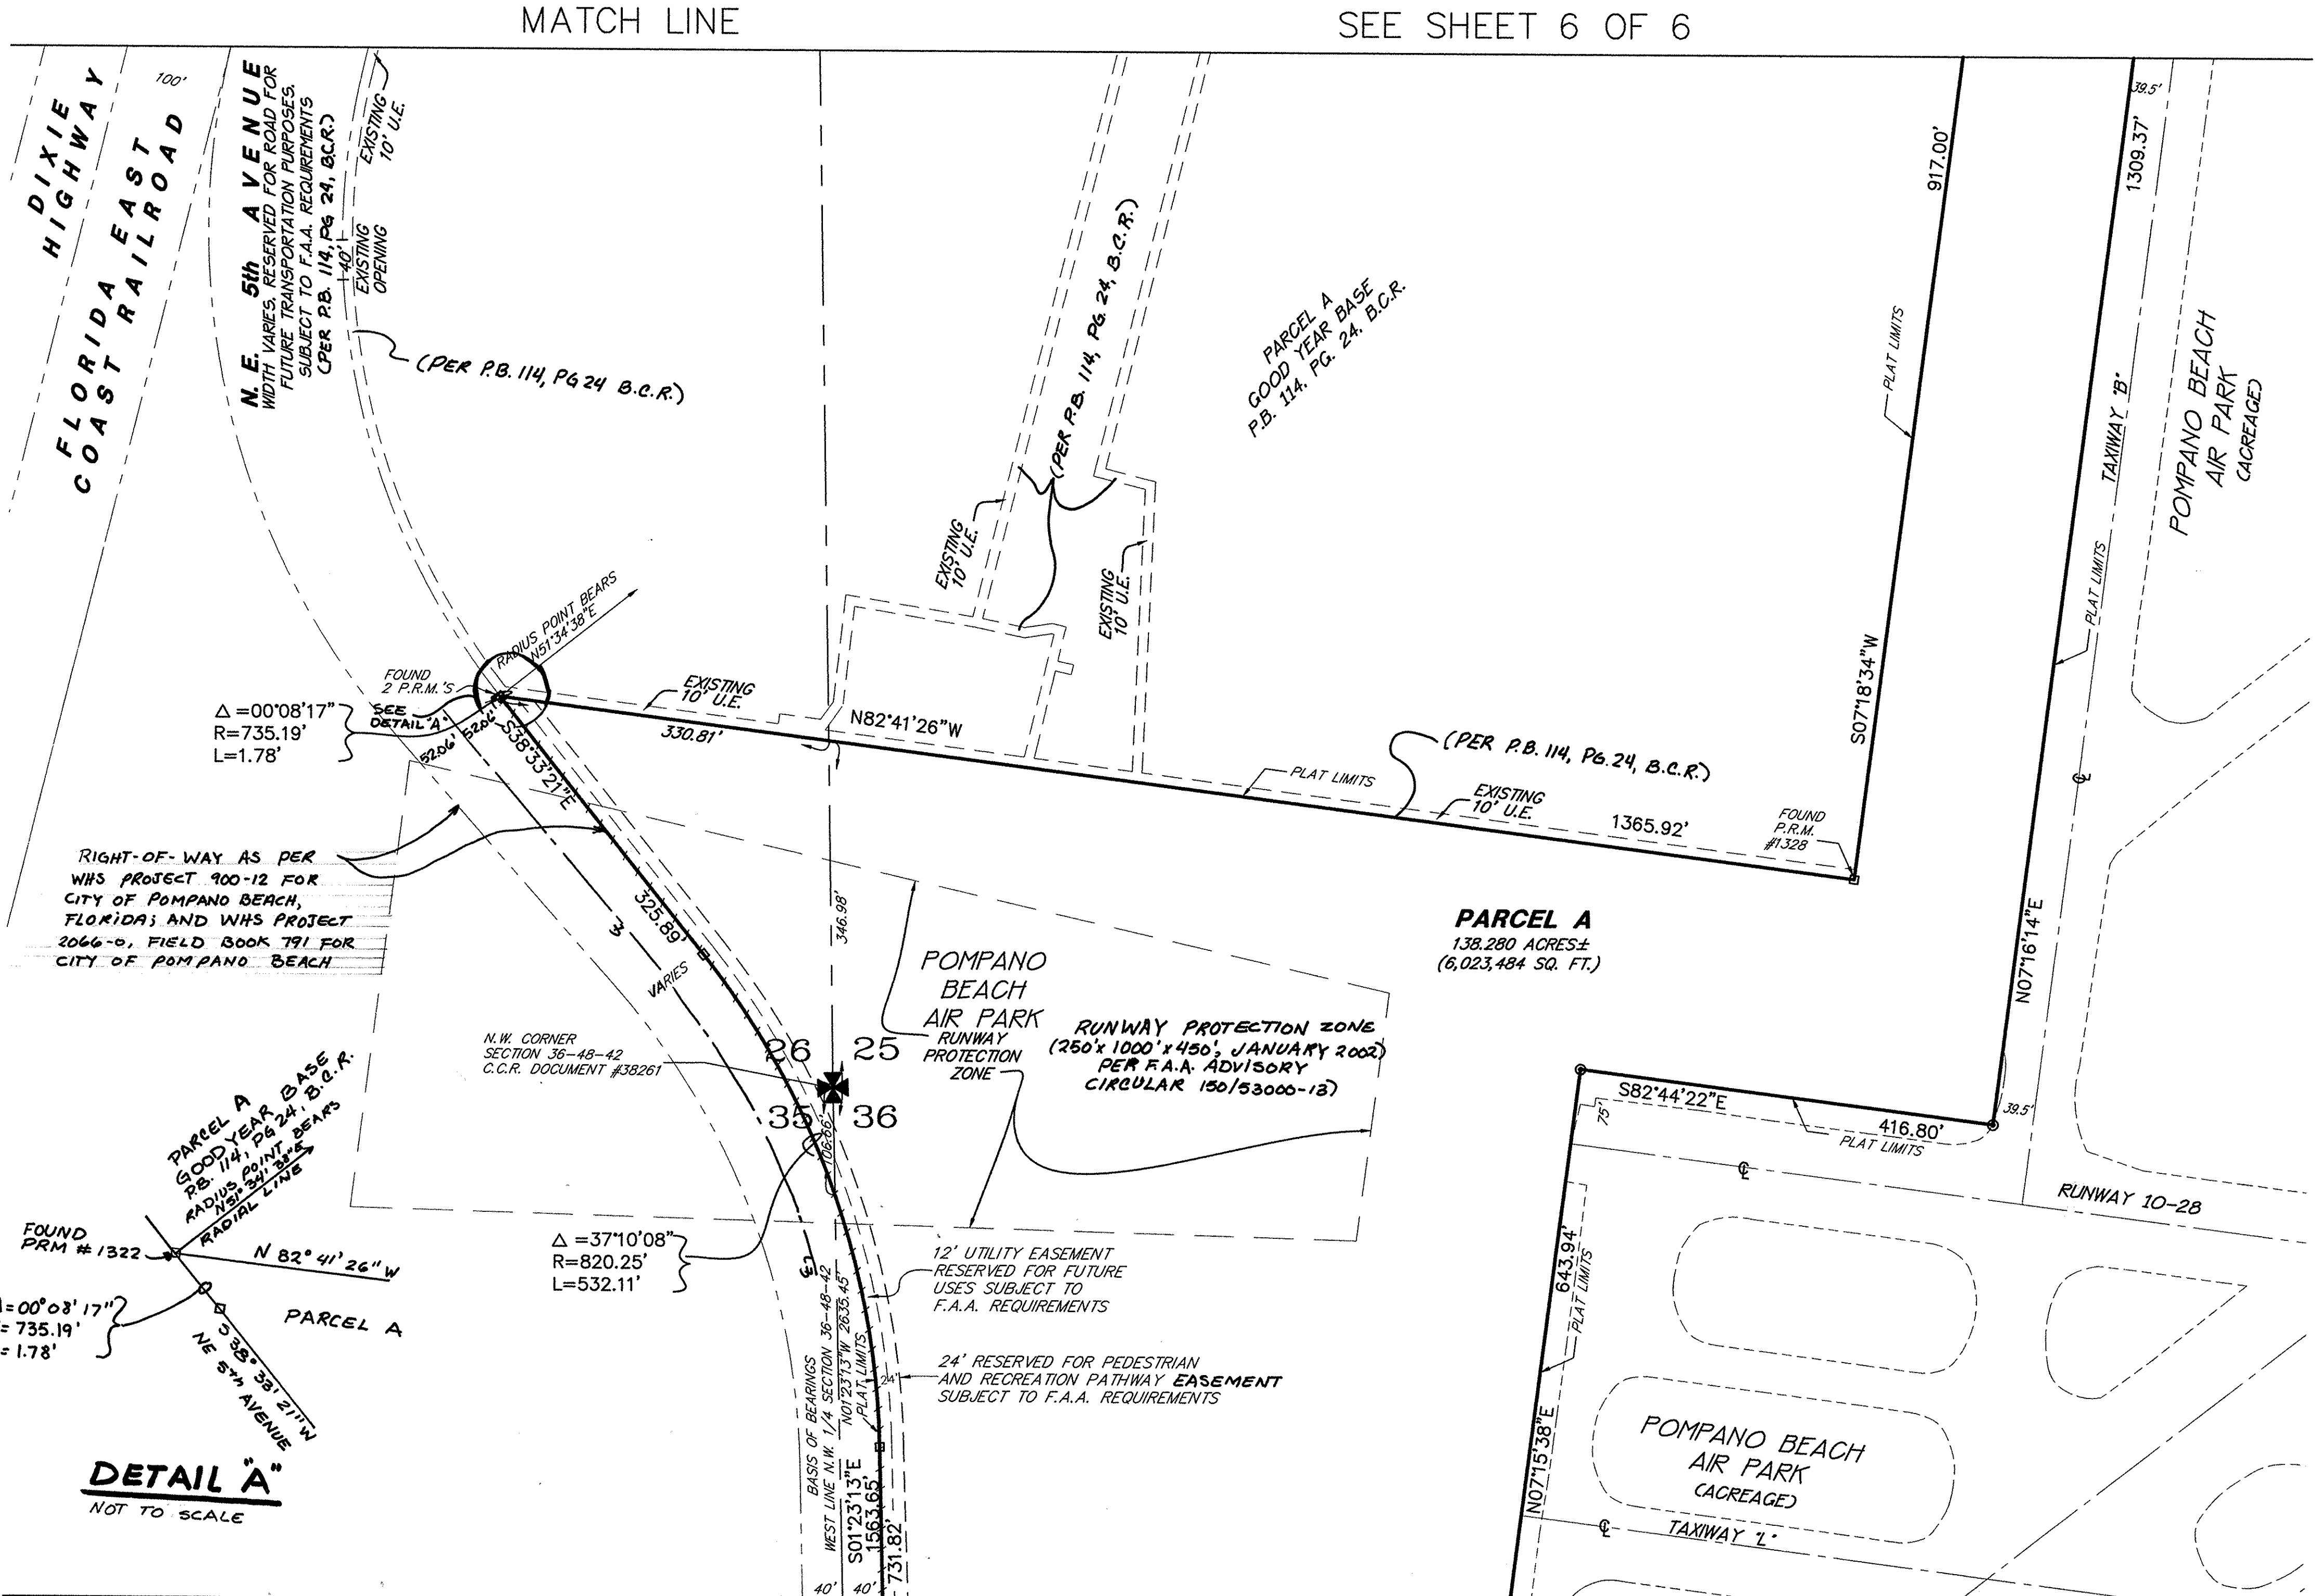 MATCH LINE
SEE SHEET 6 OF 6
DIXIE
HIGHWAY
100'
FLORIDA EAST
COAST RAILROAD
N. E. 5th AVENUE
WIDTH VARIES, RESERVED FOR ROAD FOR
FUTURE TRANSPORTATION PURPOSES.
SUBJECT TO F.A.A. REQUIREMENTS
(PER P.B. 114, PG 24, B.C.R.)
40'
EXISTING
OPENING
EXISTING
10' U.E.
(PER P.B. 114, PG 24 B.C.R.)
(PER P.B. 114, PG. 24, B.C.R.)
EXISTING
10' U.E.
EXISTING
10' U.E.
PARCEL A
GOOD YEAR BASE
P.B. 114, PG. 24, B.C.R.
917.00'
PLAT LIMITS
S07°18'34"W
39.5'
1309.37'
TAXIWAY "B"
PLAT LIMITS
N07°16'14"E
POMPANO BEACH
AIR PARK
(ACREAGE)
RADIUS POINT BEARS
N51°34'38"E
FOUND
2 P.R.M.'S
SEE
DETAIL "A"
Δ =00°08'17"
R=735.19'
L=1.78'
52.06'
52.06'
EXISTING
10' U.E.
330.81'
N82°41'26"W
PLAT LIMITS
(PER P.B. 114, PG. 24, B.C.R.)
EXISTING
10' U.E.
1365.92'
FOUND
P.R.M.
#1328
℄
S38°33'21"E
325.89'
VARIES
RIGHT-OF-WAY AS PER
WHS PROJECT 900-12 FOR
CITY OF POMPANO BEACH,
FLORIDA; AND WHS PROJECT
2066-0, FIELD BOOK 791 FOR
CITY OF POMPANO BEACH
346.98'
POMPANO
BEACH
AIR PARK
RUNWAY
PROTECTION
ZONE
RUNWAY PROTECTION ZONE
(250' x 1000' x 450', JANUARY 2002)
PER F.A.A. ADVISORY
CIRCULAR 150/53000-13)
PARCEL A
138.280 ACRES±
(6,023,484 SQ. FT.)
N.W. CORNER
SECTION 36-48-42
C.C.R. DOCUMENT #38261
26 25
35 36
106.66'
S82°44'22"E
416.80'
39.5'
75'
PLAT LIMITS
℄
RUNWAY 10-28
PARCEL A
GOOD YEAR BASE
P.B. 114, PG 24, B.C.R.
RADIUS POINT BEARS
N51°34'38"E
RADIAL LINE
FOUND
PRM #1322
N 82° 41' 26" W
=00°08'17"
= 735.19'
= 1.78'
PARCEL A
S 38° 33' 21" W
NE 5th AVENUE
DETAIL "A"
NOT TO SCALE
Δ =37°10'08"
R=820.25'
L=532.11'
12' UTILITY EASEMENT
RESERVED FOR FUTURE
USES SUBJECT TO
F.A.A. REQUIREMENTS
24' RESERVED FOR PEDESTRIAN
AND RECREATION PATHWAY EASEMENT
SUBJECT TO F.A.A. REQUIREMENTS
24'
BASIS OF BEARINGS
WEST LINE N.W. 1/4 SECTION 36-48-42
N01°23'13"W 2635.45'
PLAT LIMITS
S01°23'13"E
1563.65'
731.82'
40' 40'
643.94'
PLAT LIMITS
N07°15'38"E
POMPANO BEACH
AIR PARK
(ACREAGE)
℄
TAXIWAY "L"